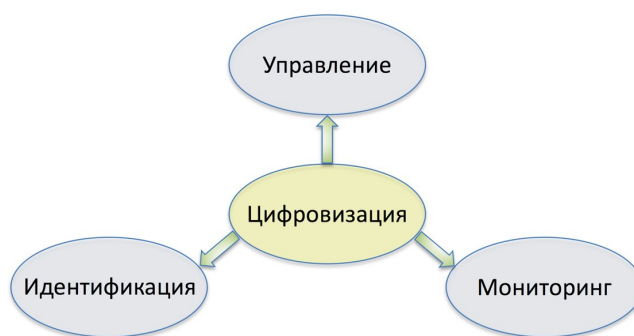 Управление
Цифровизация
Идентификация
Мониторинг